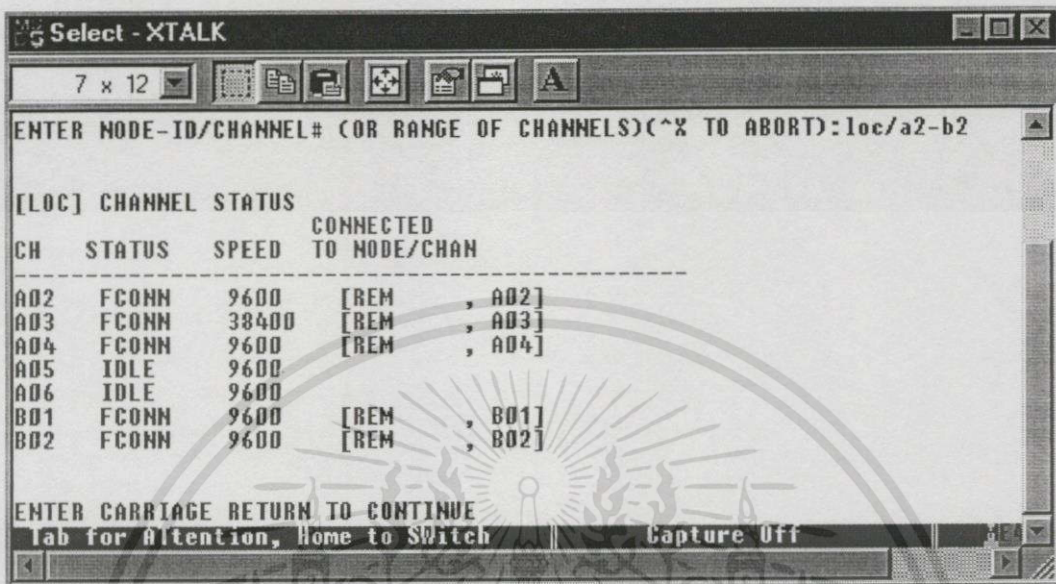 Select - XTALK
7 x 12
A
ENTER NODE-ID/CHANNEL# (OR RANGE OF CHANNELS)(^X TO ABORT):loc/a2-b2
[LOC] CHANNEL STATUS
CONNECTED
CH STATUS SPEED TO NODE/CHAN
----------------------------------------------------------
A02 FCONN 9600 [REM , A02]
A03 FCONN 38400 [REM , A03]
A04 FCONN 9600 [REM , A04]
A05 IDLE 9600
A06 IDLE 9600
B01 FCONN 9600 [REM , B01]
B02 FCONN 9600 [REM , B02]
ENTER CARRIAGE RETURN TO CONTINUE
Tab for Attention, Home to SWitch Capture Off